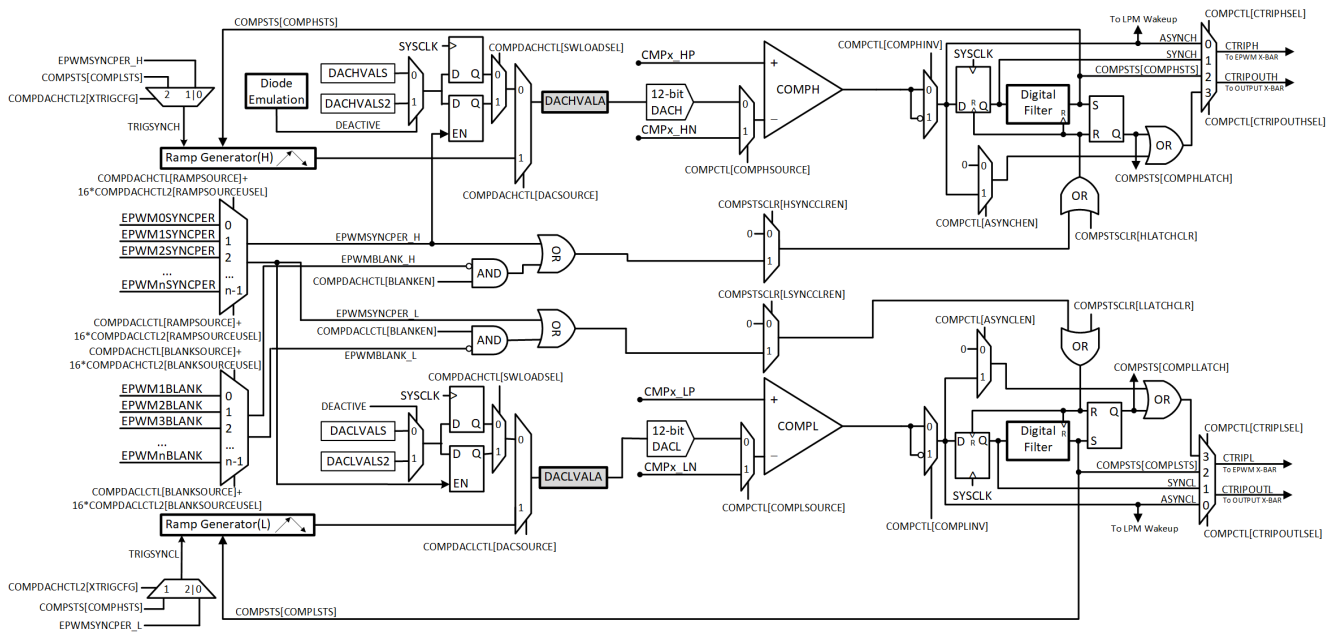 COMPSTS[COMPHSTS]
EPWMSYNCPER_H
COMPSTS[COMPLSTS]
COMPDACHCTL2[XTRIGCFG]
2 1|0
TRIGSYNCH
Ramp Generator(H)
Diode
Emulation
DEACTIVE
DACHVALS
DACHVALS2
0
1
SYSCLK
D Q
D Q
EN
COMPDACHCTL[SWLOADSEL]
0
1
0
1
COMPDACHCTL[DACSOURCE]
DACHVALA
CMPx_HP
12-bit
DACH
CMPx_HN
0
1
COMPCTL[COMPHSOURCE]
+
−
COMPH
COMPCTL[COMPHINV]
0
1
To LPM Wakeup
SYSCLK
D R Q
Digital
Filter
R
ASYNCH
SYNCH
COMPSTS[COMPHSTS]
S
R Q
OR
COMPSTS[COMPHLATCH]
0
0
1
COMPCTL[ASYNCHEN]
OR
COMPSTSCLR[HLATCHCLR]
COMPCTL[CTRIPHSEL]
0
1
2
3
CTRIPH
To EPWM X-BAR
CTRIPOUTH
To OUTPUT X-BAR
COMPCTL[CTRIPOUTHSEL]
COMPDACHCTL[RAMPSOURCE]+
16*COMPDACHCTL2[RAMPSOURCEUSEL]
EPWM0SYNCPER
EPWM1SYNCPER
EPWM2SYNCPER
...
EPWMnSYNCPER
0
1
2
...
n-1
COMPDACLCTL[RAMPSOURCE]+
16*COMPDACLCTL2[RAMPSOURCEUSEL]
EPWMSYNCPER_H
EPWMBLANK_H
COMPDACHCTL[BLANKEN]
AND
OR
COMPSTSCLR[HSYNCCLREN]
0
0
1
EPWMSYNCPER_L
COMPDACLCTL[BLANKEN]
EPWMBLANK_L
AND
OR
COMPSTSCLR[LSYNCCLREN]
0
0
1
COMPDACHCTL[BLANKSOURCE]+
16*COMPDACHCTL2[BLANKSOURCEUSEL]
EPWM1BLANK
EPWM2BLANK
EPWM3BLANK
...
EPWMnBLANK
0
1
2
...
n-1
COMPDACLCTL[BLANKSOURCE]+
16*COMPDACLCTL2[BLANKSOURCEUSEL]
DEACTIVE
DACLVALS
DACLVALS2
0
1
SYSCLK
D Q
D Q
EN
COMPDACHCTL[SWLOADSEL]
0
1
0
1
COMPDACLCTL[DACSOURCE]
DACLVALA
CMPx_LP
12-bit
DACL
CMPx_LN
0
1
COMPCTL[COMPLSOURCE]
+
−
COMPL
COMPCTL[COMPLINV]
0
1
COMPCTL[ASYNCLEN]
0
0
1
COMPSTSCLR[LLATCHCLR]
OR
D R Q
SYSCLK
Digital
Filter
R
R Q
S
COMPSTS[COMPLLATCH]
OR
COMPSTS[COMPLSTS]
SYNCL
ASYNCL
To LPM Wakeup
COMPCTL[CTRIPLSEL]
3
2
1
0
CTRIPL
To EPWM X-BAR
CTRIPOUTL
To OUTPUT X-BAR
COMPCTL[CTRIPOUTLSEL]
Ramp Generator(L)
TRIGSYNCL
COMPDACHCTL2[XTRIGCFG]
1 2|0
COMPSTS[COMPHSTS]
EPWMSYNCPER_L
COMPSTS[COMPLSTS]